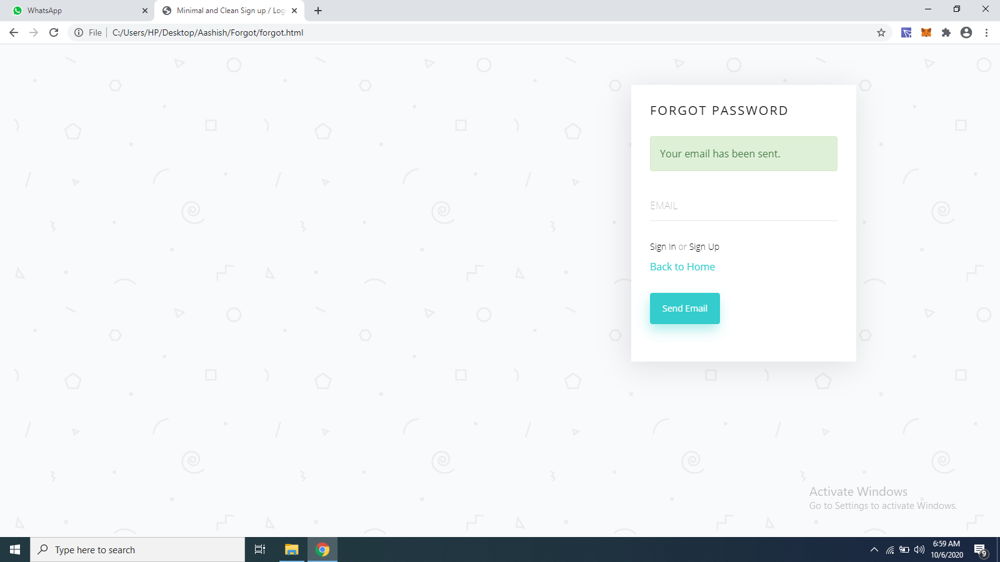 WhatsApp
Minimal and Clean Sign up / Log
File
C:/Users/HP/Desktop/Aashish/Forgot/forgot.html
FORGOT PASSWORD
Your email has been sent.
EMAIL
Sign In or Sign Up
Back to Home
Send Email
Activate Windows
Go to Settings to activate Windows.
Type here to search
6:59 AM
10/6/2020
9